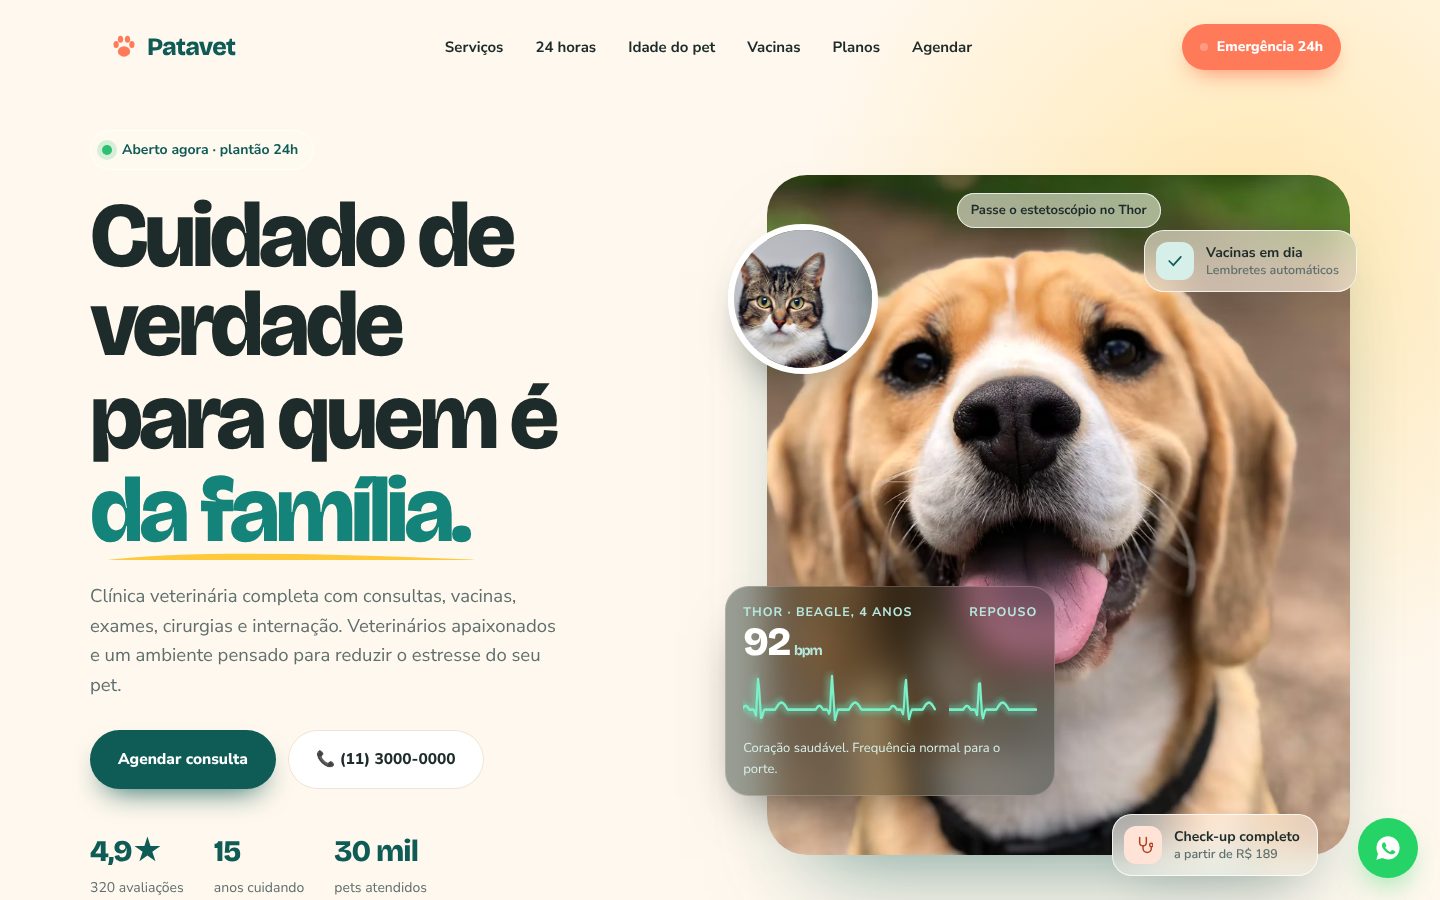 Patavet
Serviços
24 horas
Idade do pet
Vacinas
Planos
Agendar
Emergência 24h
Aberto agora · plantão 24h
Cuidado de
verdade
para quem é
da família.
Clínica veterinária completa com consultas, vacinas,
exames, cirurgias e internação. Veterinários apaixonados
e um ambiente pensado para reduzir o estresse do seu
pet.
Agendar consulta
(11) 3000-0000
4,9★
320 avaliações
15
anos cuidando
30 mil
pets atendidos
Passe o estetoscópio no Thor
Vacinas em dia
Lembretes automáticos
THOR · BEAGLE, 4 ANOS
REPOUSO
92 bpm
Coração saudável. Frequência normal para o
porte.
Check-up completo
a partir de R$ 189